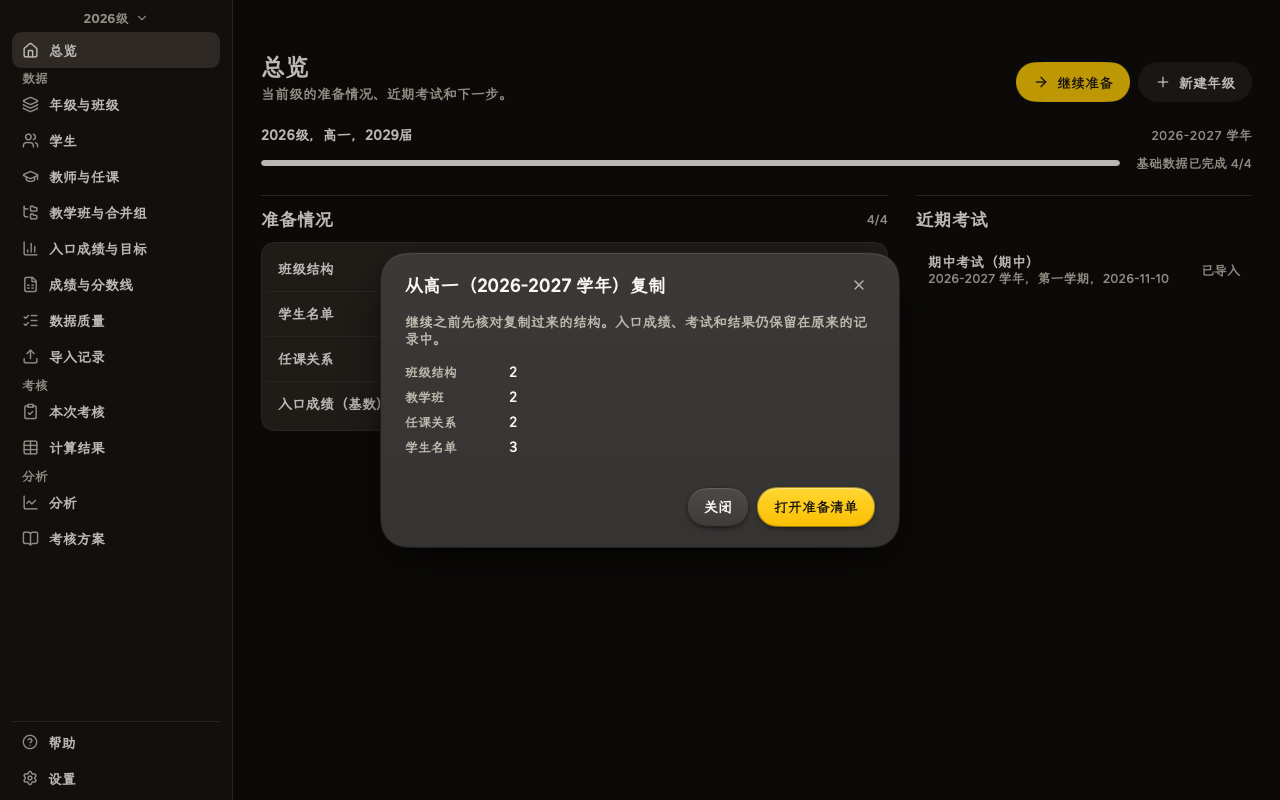 2026级
总览
数据
年级与班级
学生
教师与任课
教学班与合并组
入口成绩与目标
成绩与分数线
数据质量
导入记录
考核
本次考核
计算结果
分析
分析
考核方案
帮助
设置
总览
当前级的准备情况、近期考试和下一步。
继续准备
新建年级
2026级，高一，2029届
2026-2027 学年
基础数据已完成 4/4
准备情况
4/4
班级结构
学生名单
任课关系
入口成绩（基数）
近期考试
期中考试（期中）
2026-2027 学年，第一学期，2026-11-10
已导入
从高一（2026-2027 学年）复制
继续之前先核对复制过来的结构。入口成绩、考试和结果仍保留在原来的记
录中。
班级结构 2
教学班 2
任课关系 2
学生名单 3
关闭
打开准备清单